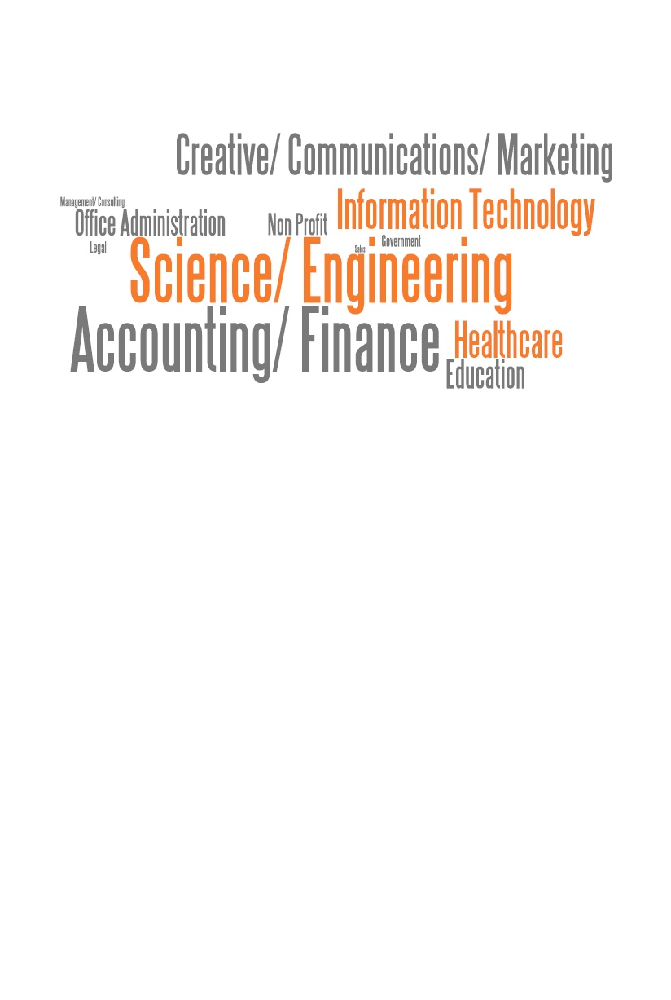 Creative/ Communications/ Marketing
Information Technology
Management/ Consulting
Office Administration
Non Profit
Legal
Sales
Government
Science/ Engineering
Accounting/ Finance
Healthcare
Education